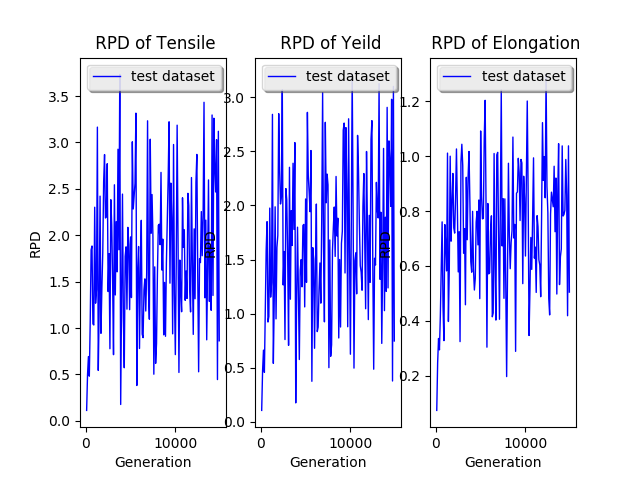 RPD of Tensile
RPD of Yeild
RPD of Elongation
test dataset
test dataset
test dataset
RPD
3.5
3.0
2.5
2.0
1.5
1.0
0.5
0.0
0
10000
Generation
RPD
3.0
2.5
2.0
1.5
1.0
0.5
0.0
0
10000
Generation
RPD
1.2
1.0
0.8
0.6
0.4
0.2
0
10000
Generation